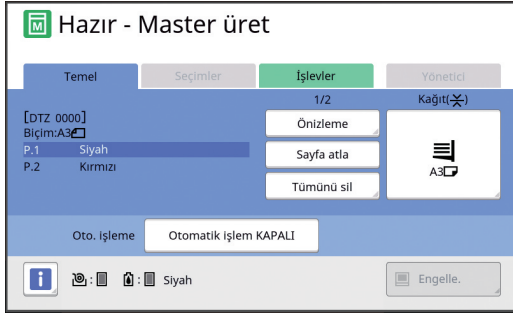 M Hazır - Master üret
Temel Seçimler İşlevler Yönetici
1/2 Kağıt( )
[DTZ 0000]
Biçim:A3
Önizleme
P.1 Siyah
P.2 Kırmızı
Sayfa atla
A3
Tümünü sil
Oto. işleme Otomatik işlem KAPALI
i : : Siyah Engelle.